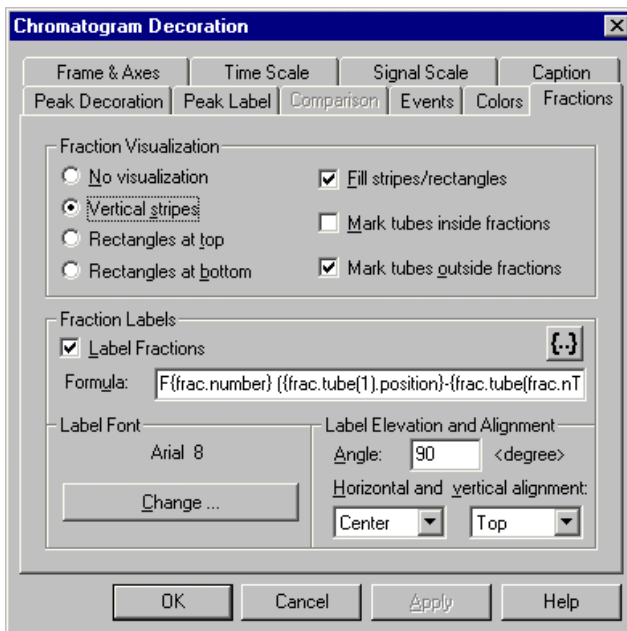 Chromatogram Decoration
Frame & Axes Time Scale Signal Scale Caption
Peak Decoration Peak Label Comparison Events Colors Fractions
Fraction Visualization
No visualization
Fill stripes/rectangles
Vertical stripes
Mark tubes inside fractions
Rectangles at top
Rectangles at bottom
Mark tubes outside fractions
Fraction Labels
Label Fractions
{..}
Formula: F{frac.number} ({frac.tube(1).position}-{frac.tube(frac.nT
Label Font
Arial 8
Change ...
Label Elevation and Alignment
Angle: 90 <degree>
Horizontal and vertical alignment:
Center Top
OK Cancel Apply Help